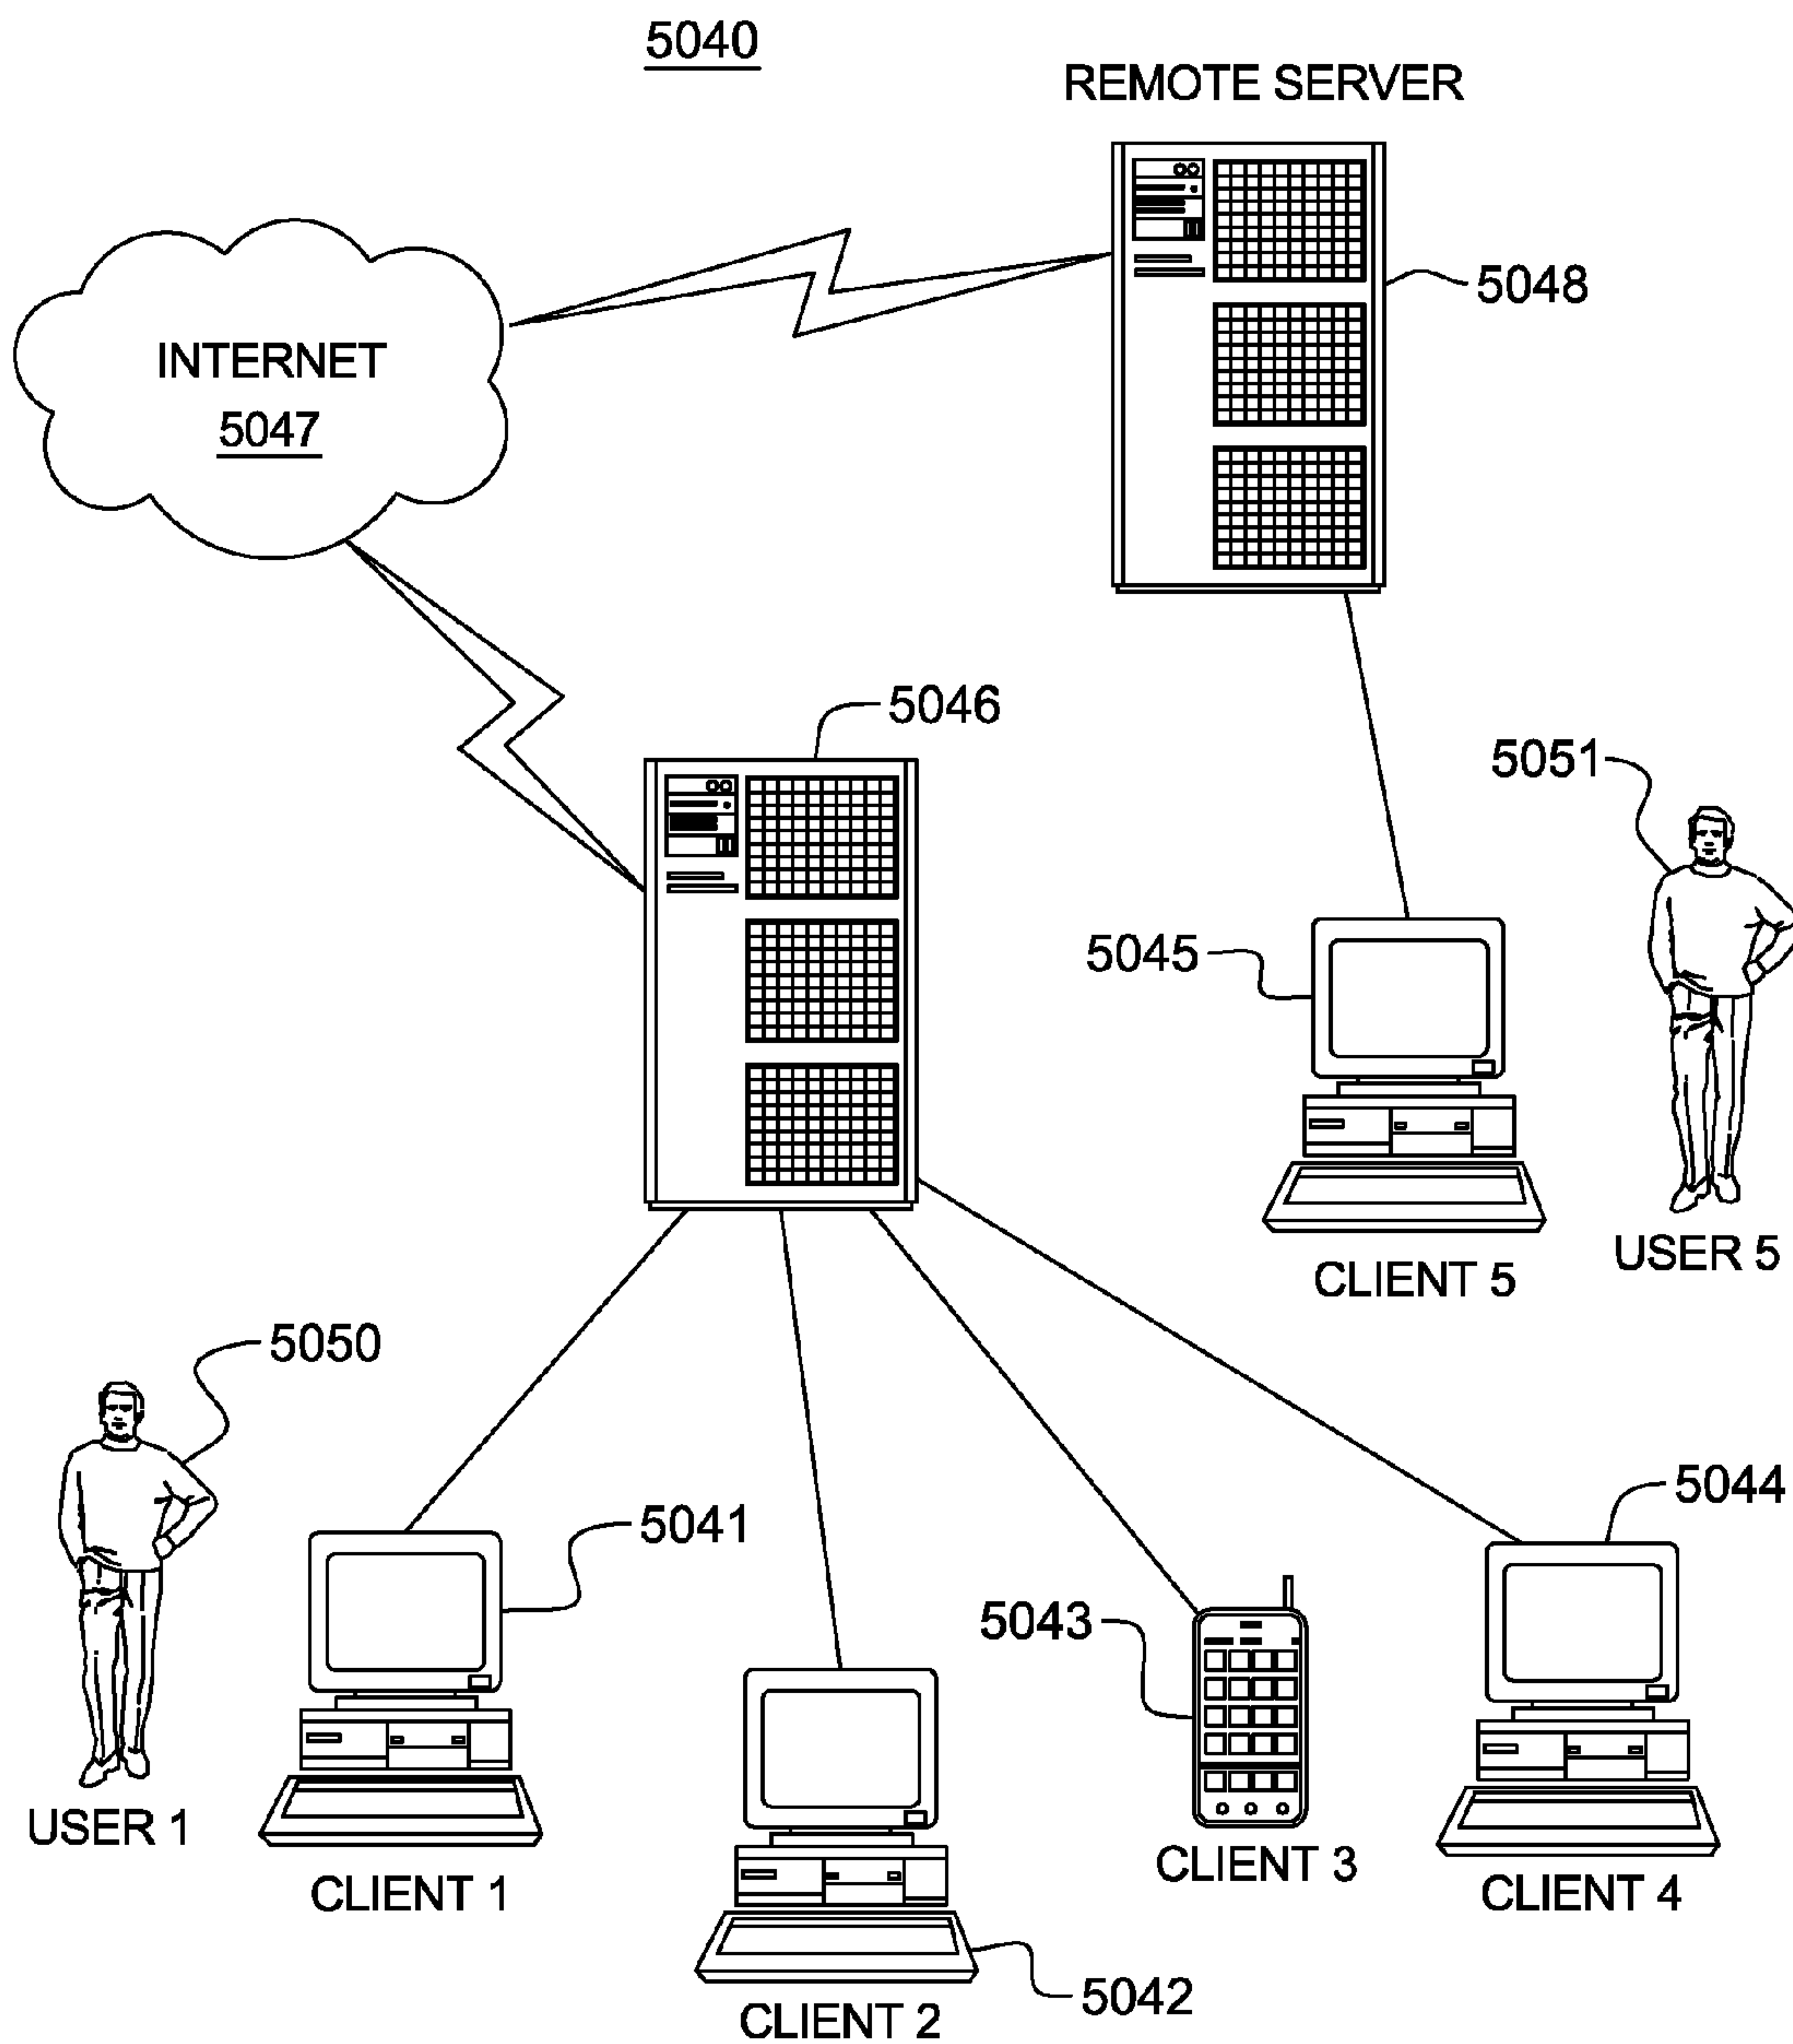 5040
REMOTE SERVER
5048
INTERNET
5047
5046
5051
5045
USER 5
CLIENT 5
5050
5041
5044
5043
USER 1
CLIENT 1
CLIENT 3
CLIENT 4
5042
CLIENT 2